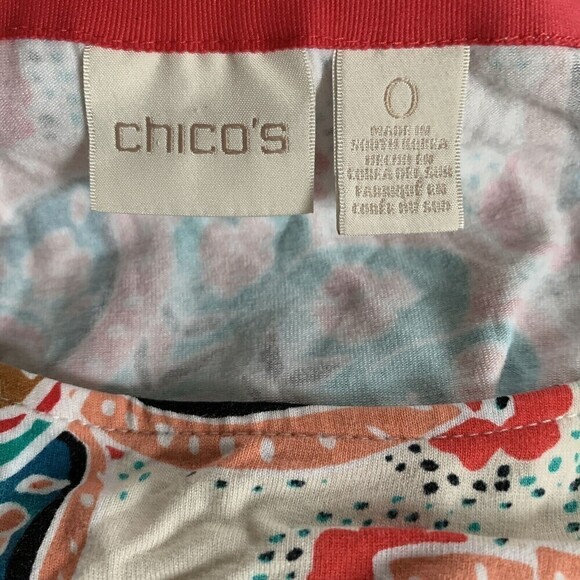 chico's
0
MADE IN
SOUTH KOREA
HECHO EN
COREA DEL SUR
FABRIQUÉ EN
CORÉE DU SUD